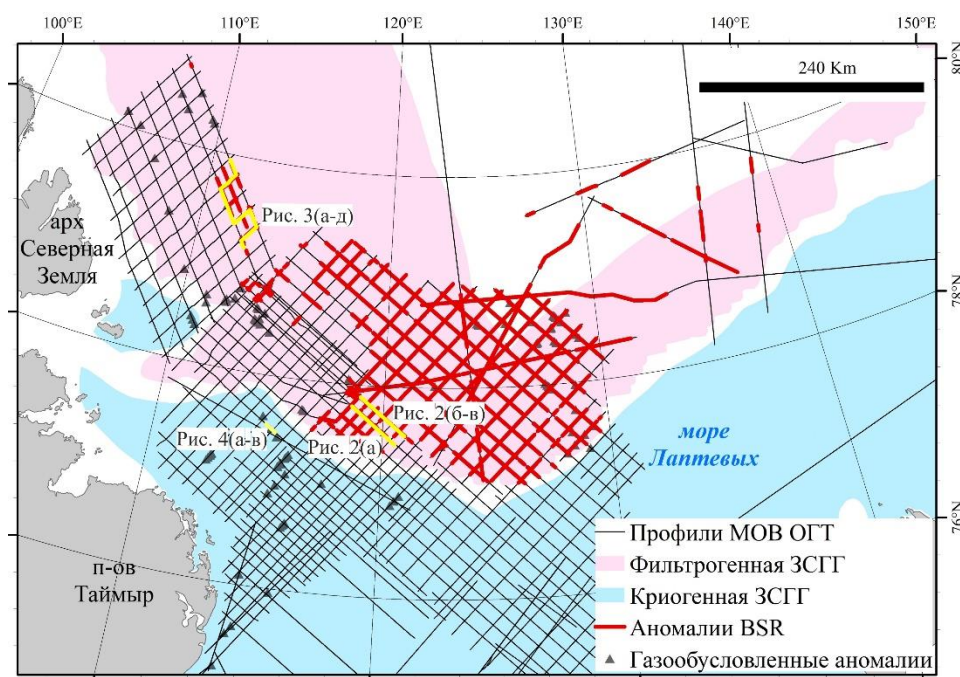 100°E
110°E
120°E
130°E
140°E
150°E
80°N
240 Km
арх
Северная
Земля
Рис. 3(а-д)
78°N
Рис. 4(а-в)
Рис. 2(а)
Рис. 2(б-в)
море
Лаптевых
76°N
п-ов
Таймыр
Профили МОВ ОГТ
Фильтрогенная ЗСГГ
Криогенная ЗСГГ
Аномалии BSR
Газообусловленные аномалии